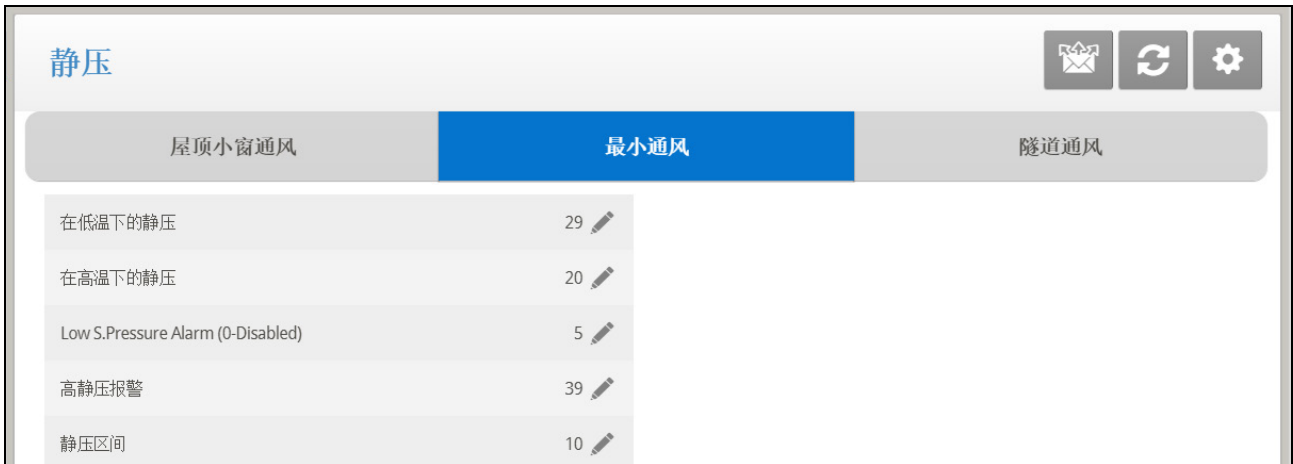 静压
屋顶小窗通风 最小通风 隧道通风
在低温下的静压 29
在高温下的静压 20
Low S.Pressure Alarm (0-Disabled) 5
高静压报警 39
静压区间 10